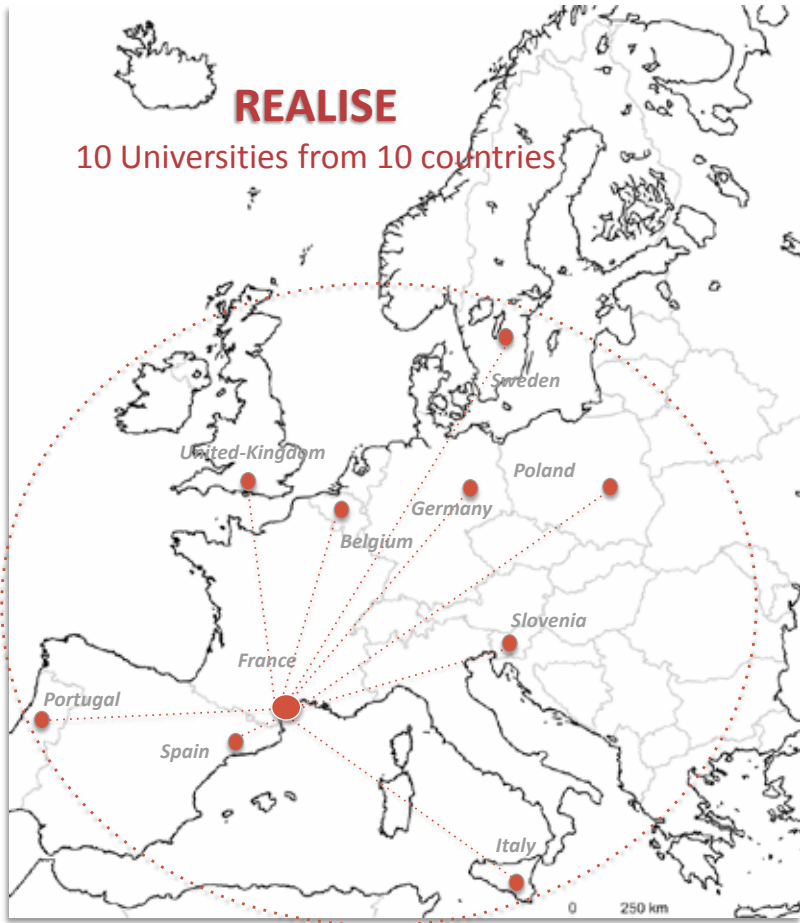 REALISE
10 Universities from 10 countries
Sweden
United-Kingdom
Poland
Germany
Belgium
Slovenia
France
Portugal
Spain
Italy
0 250 km